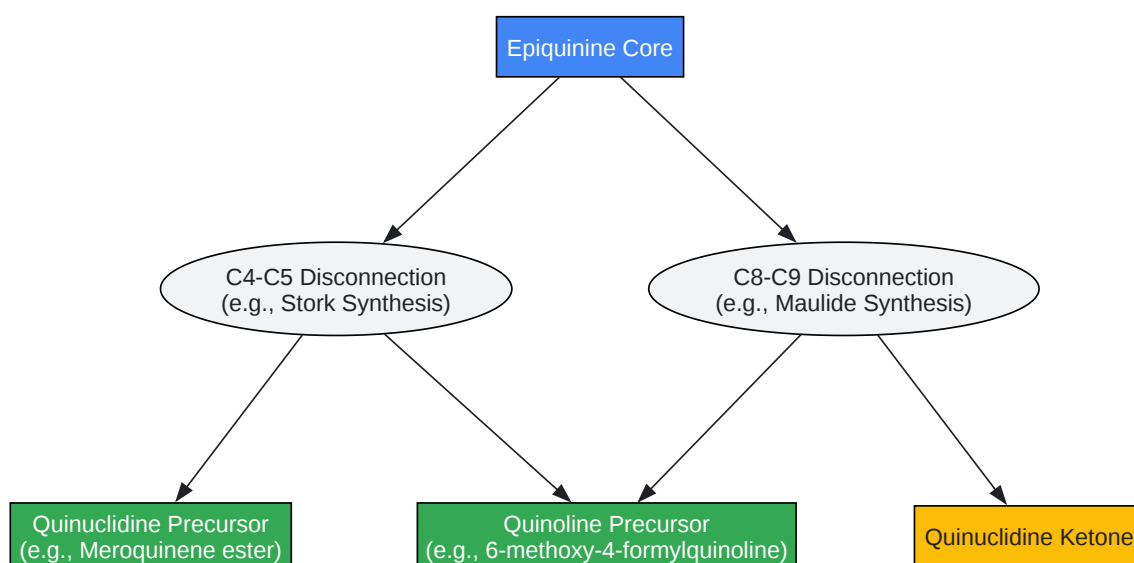 Epiquinine Core
C4-C5 Disconnection
(e.g., Stork Synthesis)
C8-C9 Disconnection
(e.g., Maulide Synthesis)
Quinuclidine Precursor
(e.g., Meroquinene ester)
Quinoline Precursor
(e.g., 6-methoxy-4-formylquinoline)
Quinuclidine Ketone